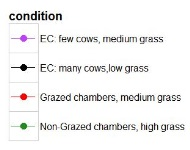 condition
EC: few cows, medium grass
EC: many cows,low grass
Grazed chambers, medium grass
Non-Grazed chambers, high grass